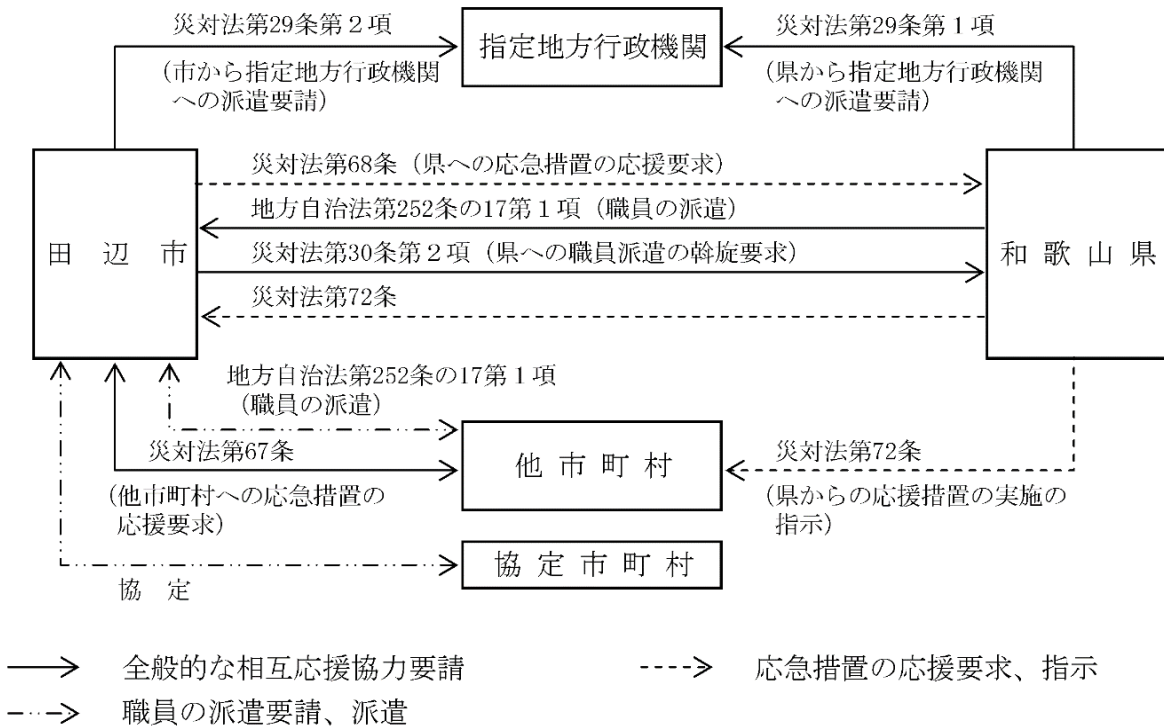 災対法第29条第２項
(市から指定地方行政機関
への派遣要請)
指定地方行政機関
災対法第29条第１項
(県から指定地方行政機関
への派遣要請)
田辺市
災対法第68条（県への応急措置の応援要求）
地方自治法第252条の17第１項（職員の派遣）
災対法第30条第２項（県への職員派遣の斡旋要求）
災対法第72条
和歌山県
地方自治法第252条の17第１項
(職員の派遣)
災対法第67条
(他市町村への応急措置の
応援要求)
他市町村
災対法第72条
(県からの応援措置の実施の
指示)
協定市町村
協定
全般的な相互応援協力要請
応急措置の応援要求、指示
職員の派遣要請、派遣